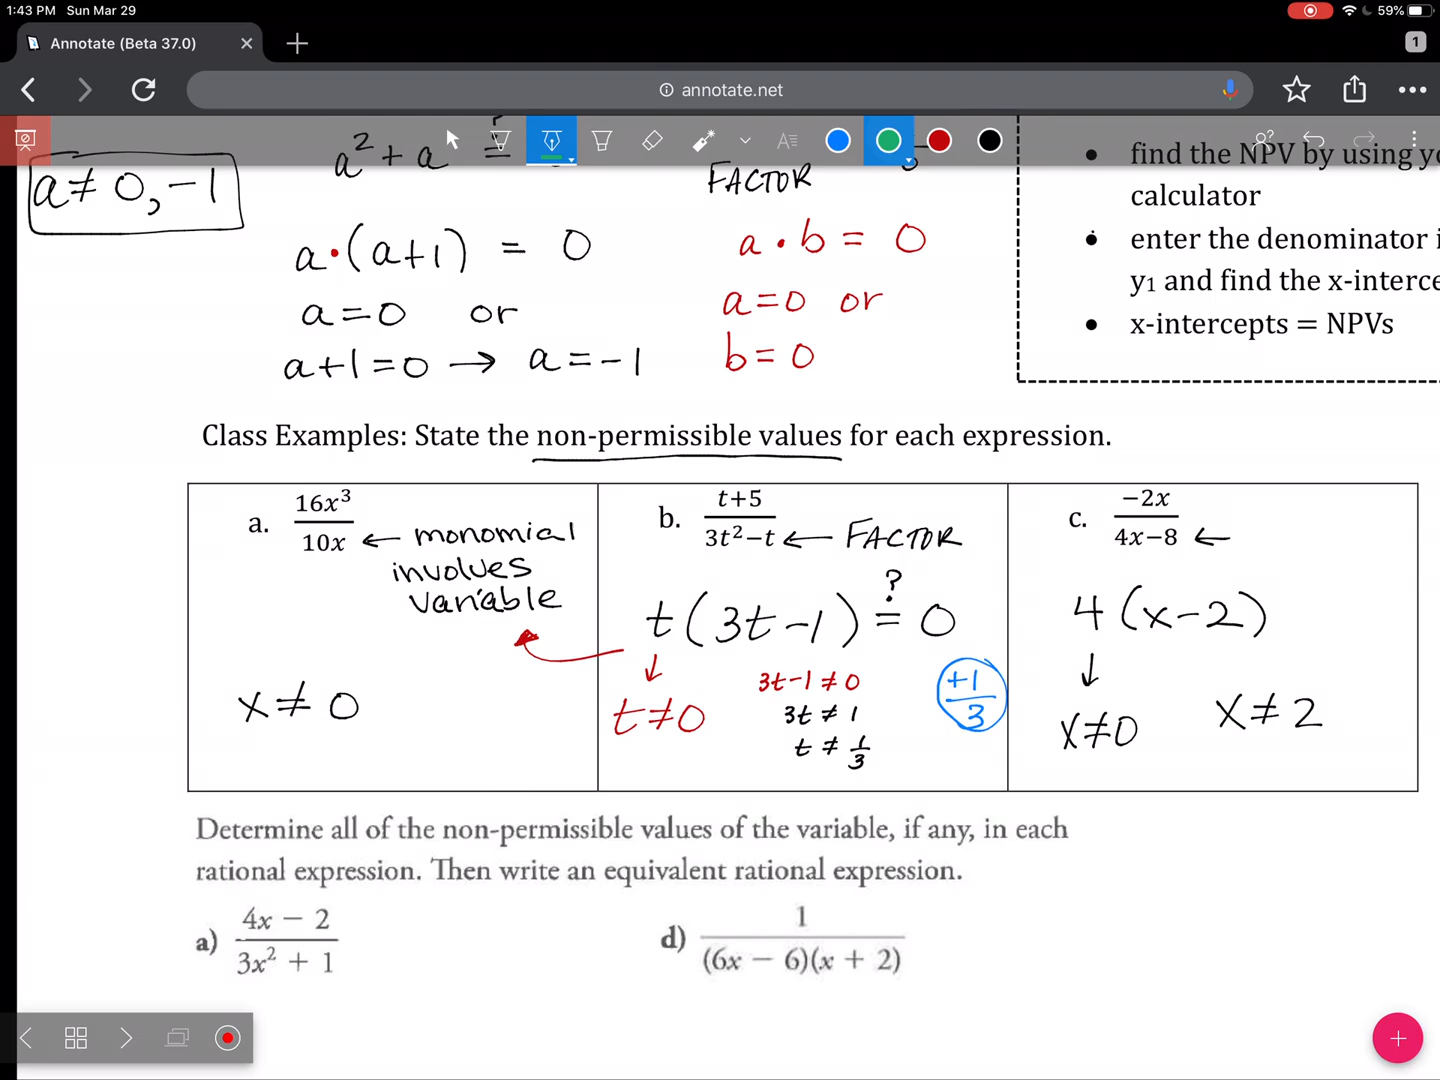 1:43 PM Sun Mar 29
59%
Annotate (Beta 37.0)
1
annotate.net
a ≠ 0, −1
a² + a =
FACTOR
a · (a+1) = 0
a = 0 or
a+1 = 0 → a = −1
a · b = 0
a = 0 or
b = 0
• find the NPV by using
calculator
• enter the denominator
y₁ and find the
• x-intercepts = NPVs
Class Examples: State the non-permissible values for each expression.
a. 16x³/10x ← monomial
involves
variable
x ≠ 0
b. t+5/3t²−t ← FACTOR
t(3t−1) =? 0
t ≠ 0
3t−1 ≠ 0
3t ≠ 1
t ≠ 1/3
+1/3
c. −2x/4x−8 ←
4(x−2)
↓
x ≠ 0 x ≠ 2
Determine all of the non-permissible values of the variable, if any, in each
rational expression. Then write an equivalent rational expression.
a) 4x − 2/3x² + 1
d) 1/(6x − 6)(x + 2)